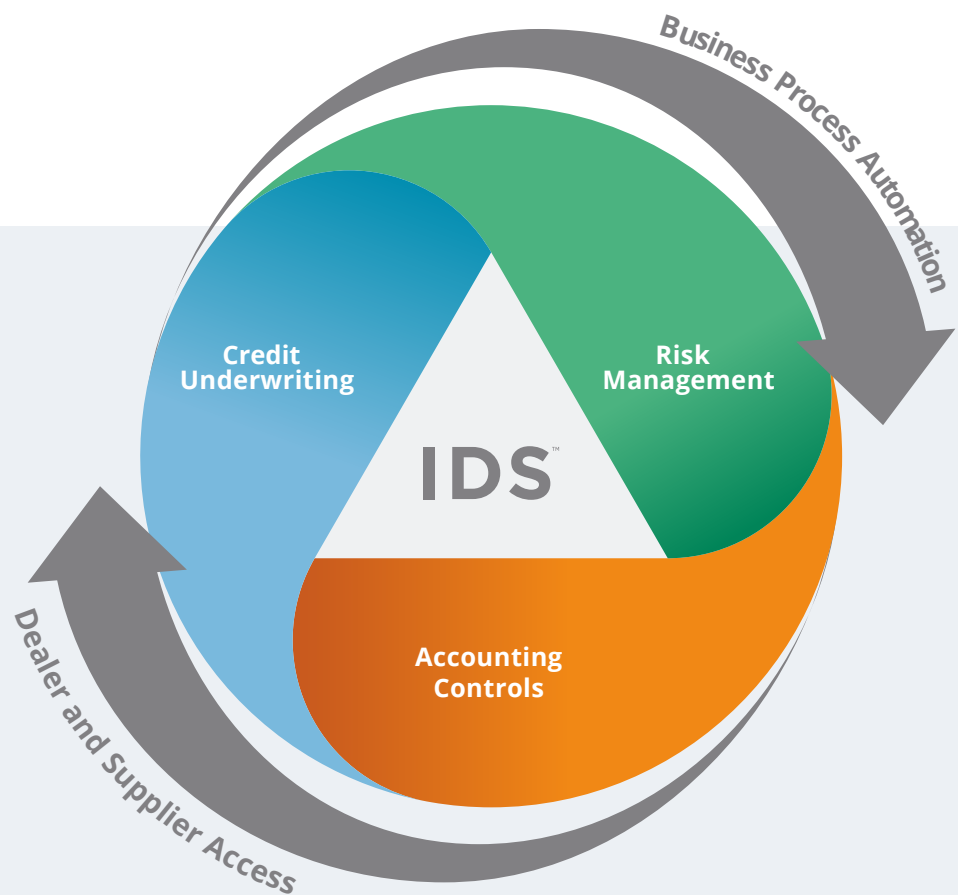 Business Process Automation
Credit
Underwriting
Risk
Management
IDS™
Accounting
Controls
Dealer and Supplier Access